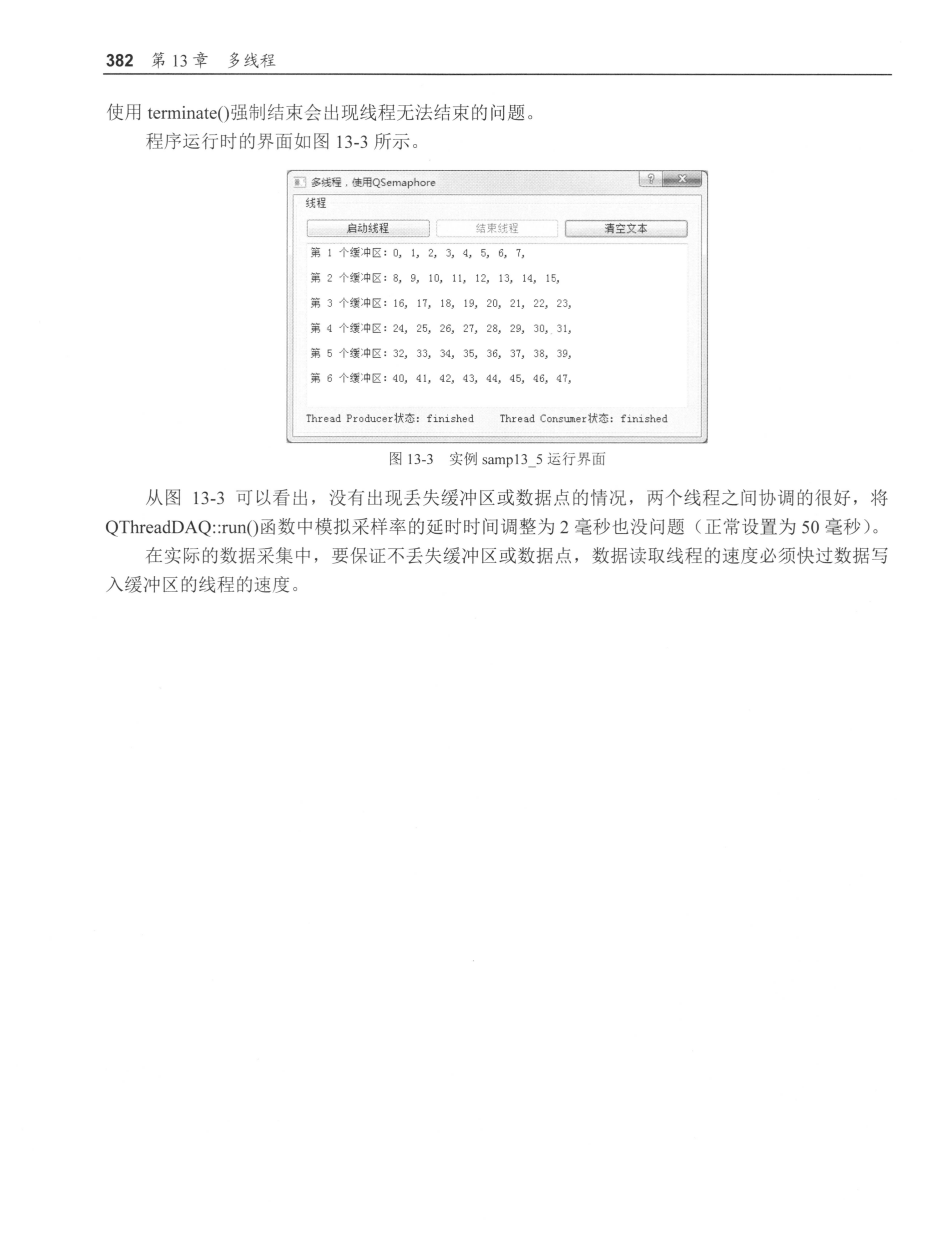 382 第 13 章 多线程
使用 terminate()强制结束会出现线程无法结束的问题。
程序运行时的界面如图 13-3 所示。
多线程，使用QSemaphore
线程
启动线程 结束线程 清空文本
第 1 个缓冲区: 0, 1, 2, 3, 4, 5, 6, 7,
第 2 个缓冲区: 8, 9, 10, 11, 12, 13, 14, 15,
第 3 个缓冲区: 16, 17, 18, 19, 20, 21, 22, 23,
第 4 个缓冲区: 24, 25, 26, 27, 28, 29, 30, 31,
第 5 个缓冲区: 32, 33, 34, 35, 36, 37, 38, 39,
第 6 个缓冲区: 40, 41, 42, 43, 44, 45, 46, 47,
Thread Producer状态: finished Thread Consumer状态: finished
图 13-3 实例 samp13_5 运行界面
从图 13-3 可以看出，没有出现丢失缓冲区或数据点的情况，两个线程之间协调的很好，将
QThreadDAQ::run()函数中模拟采样率的延时时间调整为 2 毫秒也没问题（正常设置为 50 毫秒）。
在实际的数据采集中，要保证不丢失缓冲区或数据点，数据读取线程的速度必须快过数据写
入缓冲区的线程的速度。